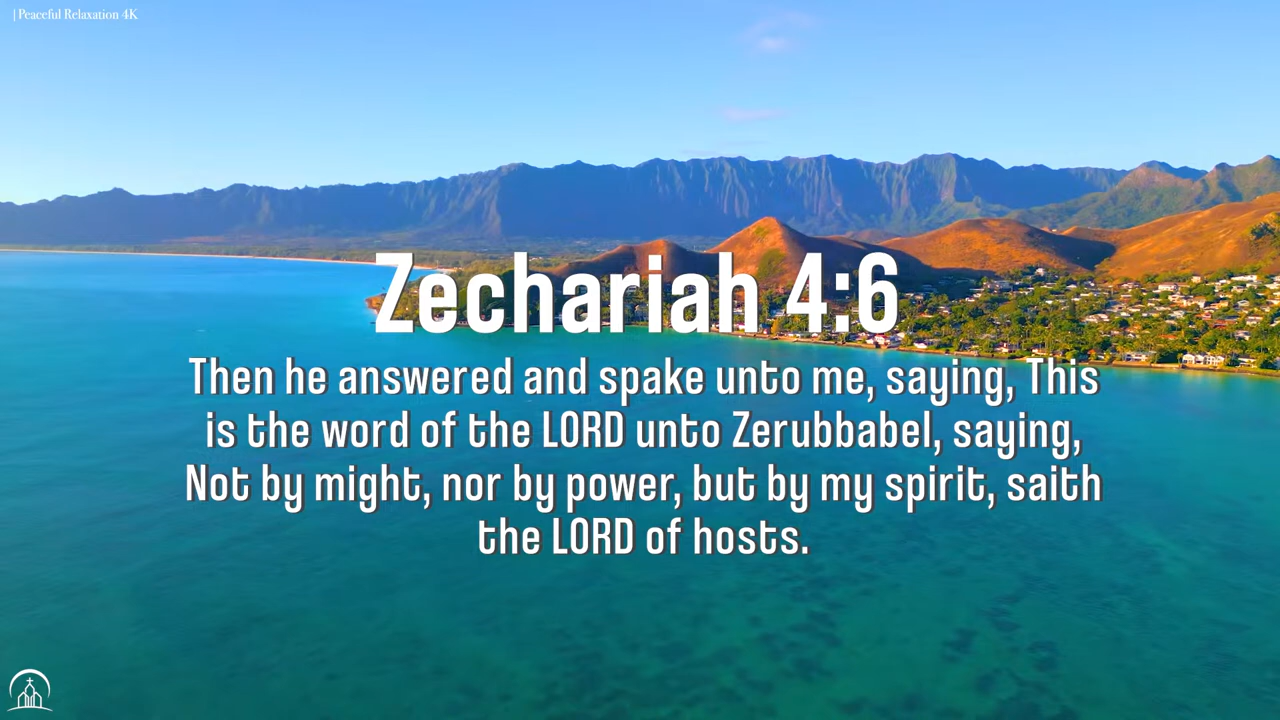 | Peaceful Relaxation 4K
Zechariah 4:6
Then he answered and spake unto me, saying, This
is the word of the LORD unto Zerubbabel, saying,
Not by might, nor by power, but by my spirit, saith
the LORD of hosts.